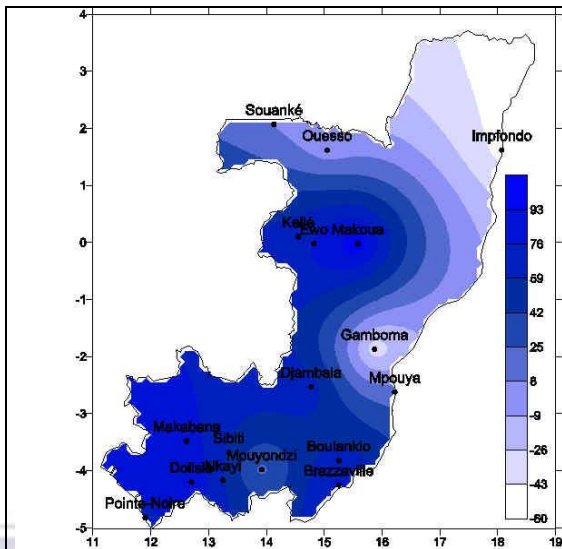 4
3
Souanké
2
Ouesso
Impfondo
1
93
Kellé
Ewo Makoua
76
0
59
42
-1
25
Gamboma
8
-2
Mpouya
Djambala
-9
-3
-26
Makabana
Sibiti
Boulankio
-43
Mouyondzi
-4
Dolisie
Nkayi
Brazzaville
-60
Pointe-Noire
-5
11 12 13 14 15 16 17 18 19